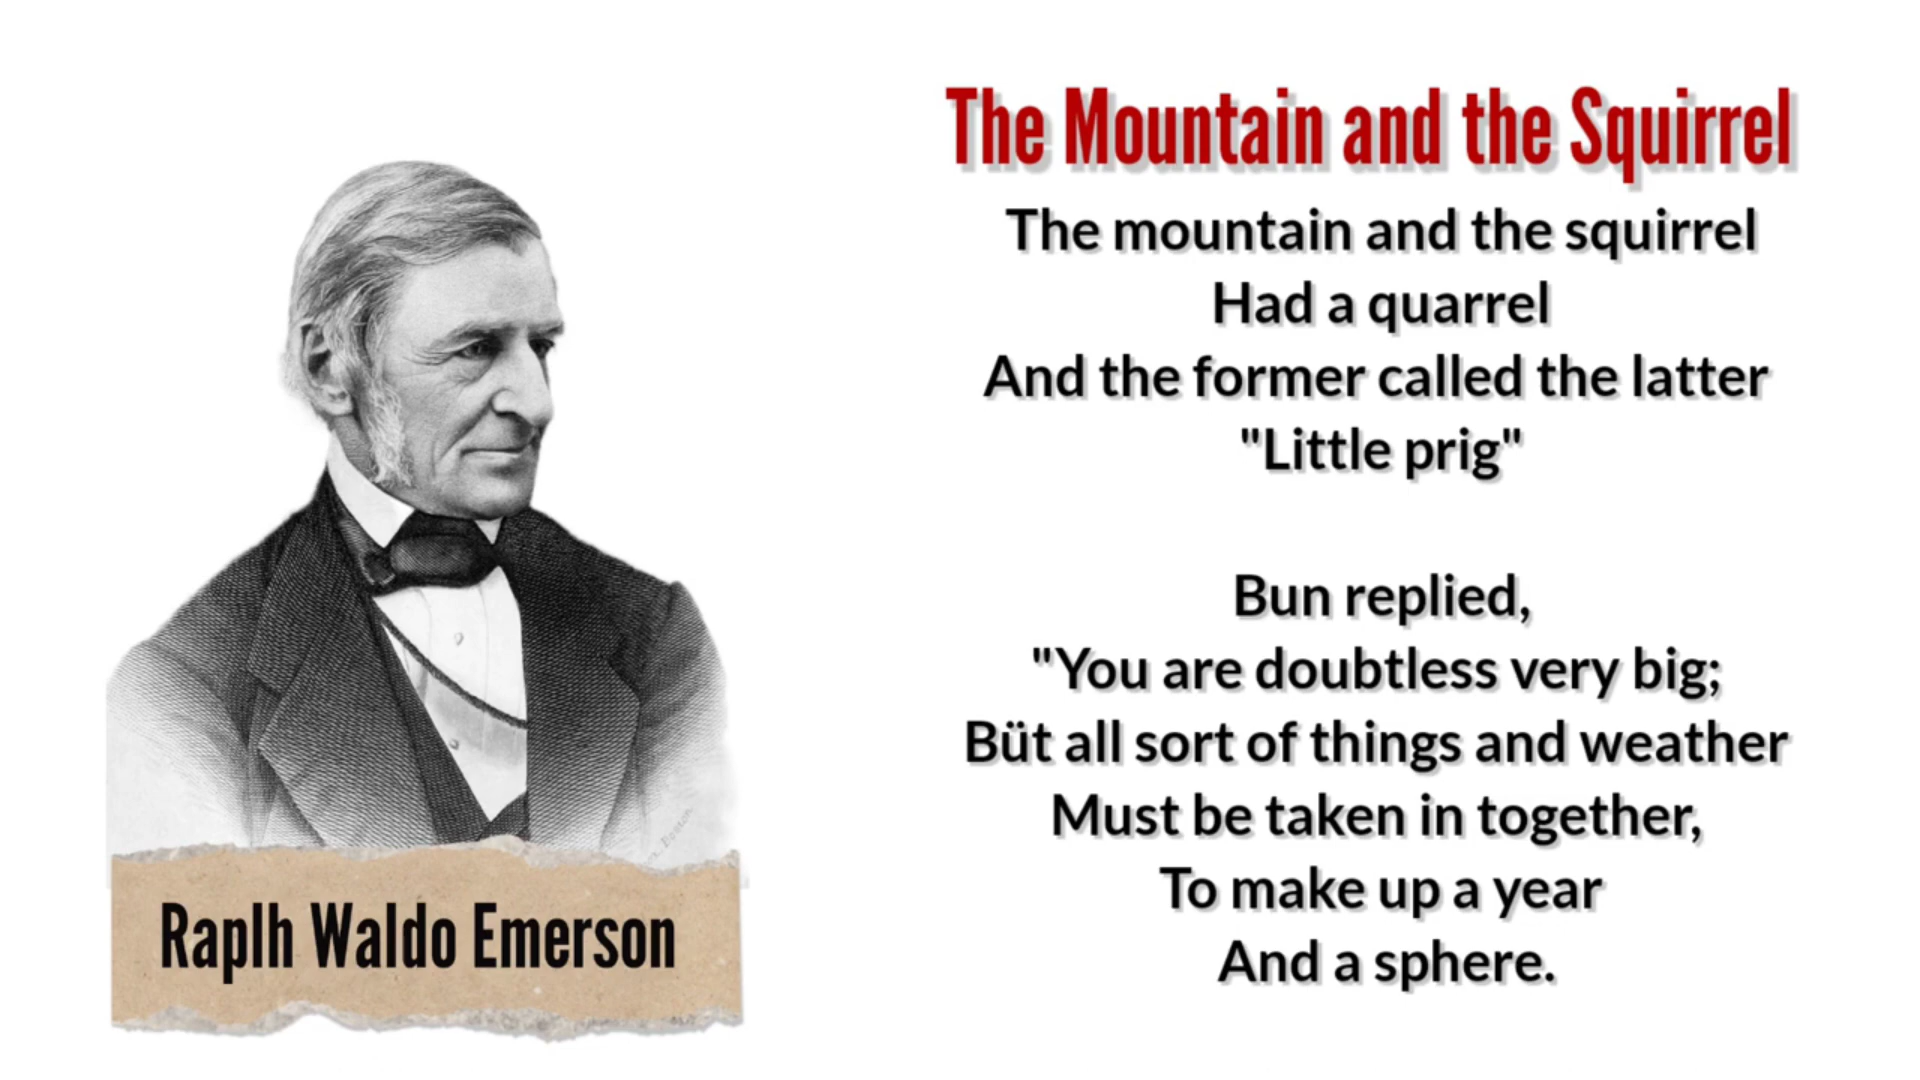 The Mountain and the Squirrel
The mountain and the squirrel
Had a quarrel
And the former called the latter
"Little prig"
Bun replied,
"You are doubtless very big;
Büt all sort of things and weather
Must be taken in together,
To make up a year
And a sphere.
Raplh Waldo Emerson